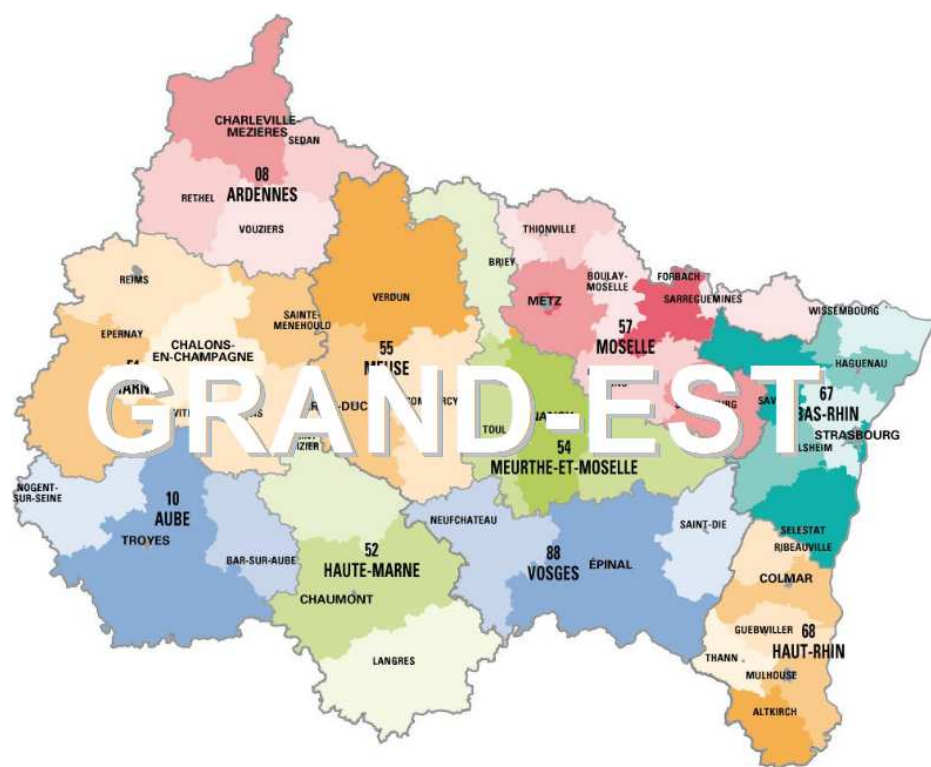 CHARLEVILLE-
MEZIERES
SEDAN
08
ARDENNES
RETHEL
VOUZIERS
THIONVILLE
BRIEY
REIMS
BOULAY-
MOSELLE
FORBACH
METZ
SARREGUEMINES
VERDUN
WISSEMBOURG
SAINTE-
MENEHOULD
EPERNAY
CHALONS-
EN-CHAMPAGNE
57
MOSELLE
55
MEUSE
HAGUENAU
67
BAS-RHIN
GRAND-EST
TOUL
STRASBOURG
54
MEURTHE-ET-MOSELLE
NOGENT-
SUR-SEINE
10
AUBE
TROYES
BAR-SUR-AUBE
NEUFCHATEAU
SAINT-DIE
SELESTAT
RIBEAUVILLE
52
HAUTE-MARNE
88
VOSGES
ÉPINAL
CHAUMONT
COLMAR
LANGRES
GUEBWILLER
68
HAUT-RHIN
THANN
MULHOUSE
ALTKIRCH